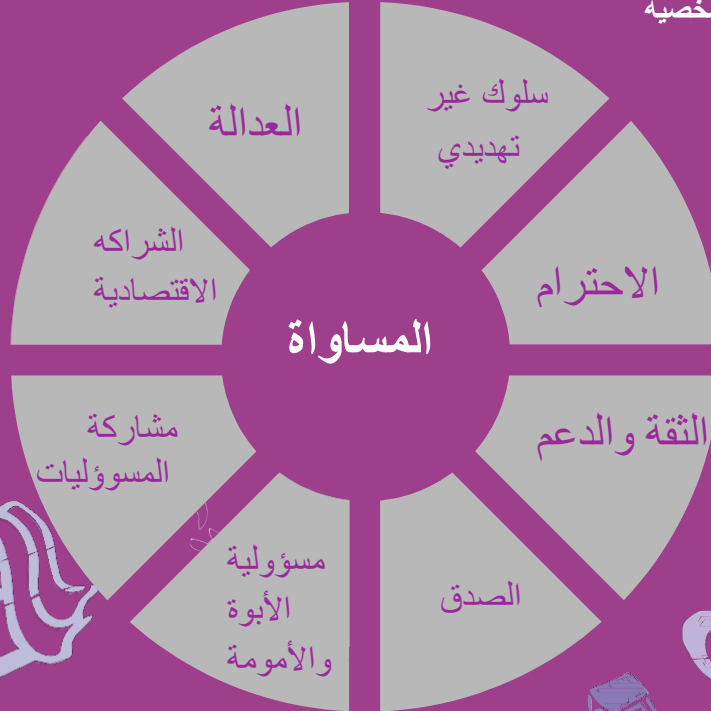 سلوك غير
تهديدي
الاحترام
الثقة والدعم
الصدق
مسؤولية
الأبوة
والأمومة
مشاركة
المسوؤليات
الشراكه
الاقتصادية
العدالة
المساواة